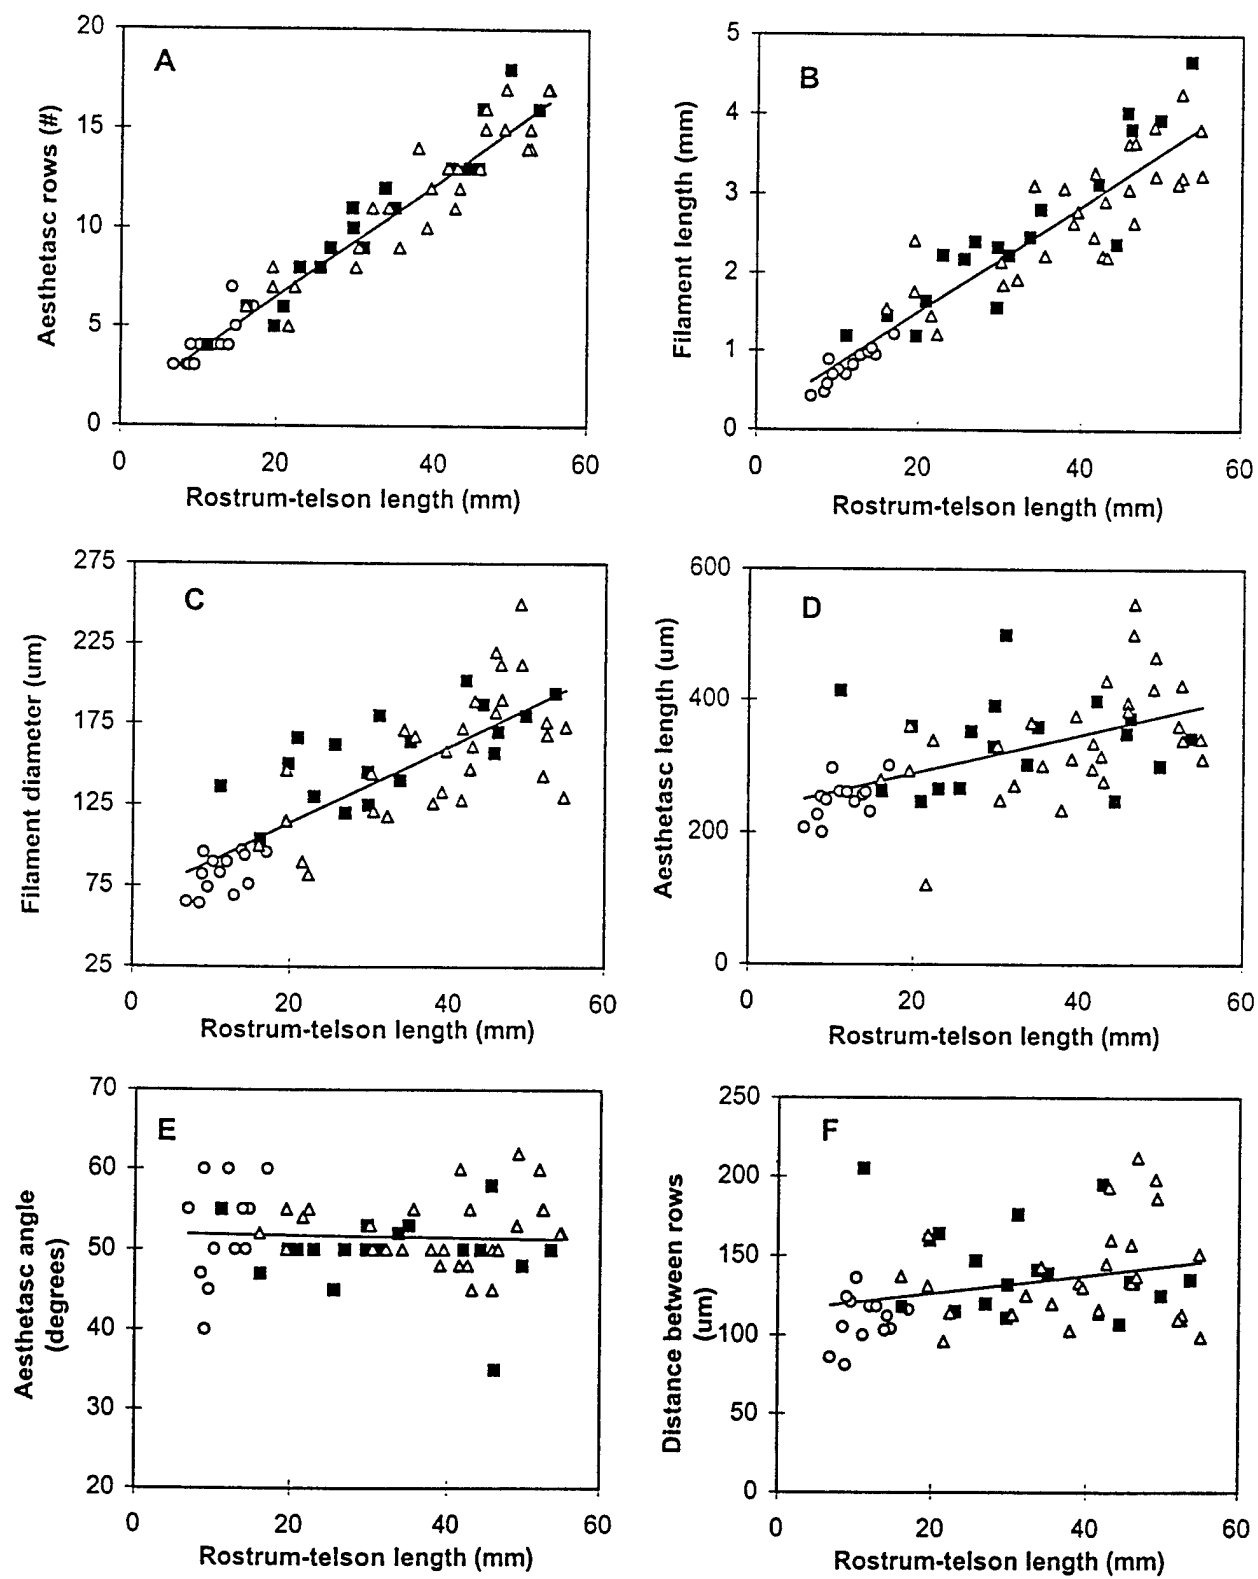 A
Aesthetasc rows (#)
20
15
10
5
0
0 20 40 60
Rostrum-telson length (mm)
B
Filament length (mm)
5
4
3
2
1
0
0 20 40 60
Rostrum-telson length (mm)
C
Filament diameter (um)
275
225
175
125
75
25
0 20 40 60
Rostrum-telson length (mm)
D
Aesthetasc length (um)
600
400
200
0
0 20 40 60
Rostrum-telson length (mm)
E
Aesthetasc angle
(degrees)
70
60
50
40
30
20
0 20 40 60
Rostrum-telson length (mm)
F
Distance between rows
(um)
250
200
150
100
50
0
0 20 40 60
Rostrum-telson length (mm)